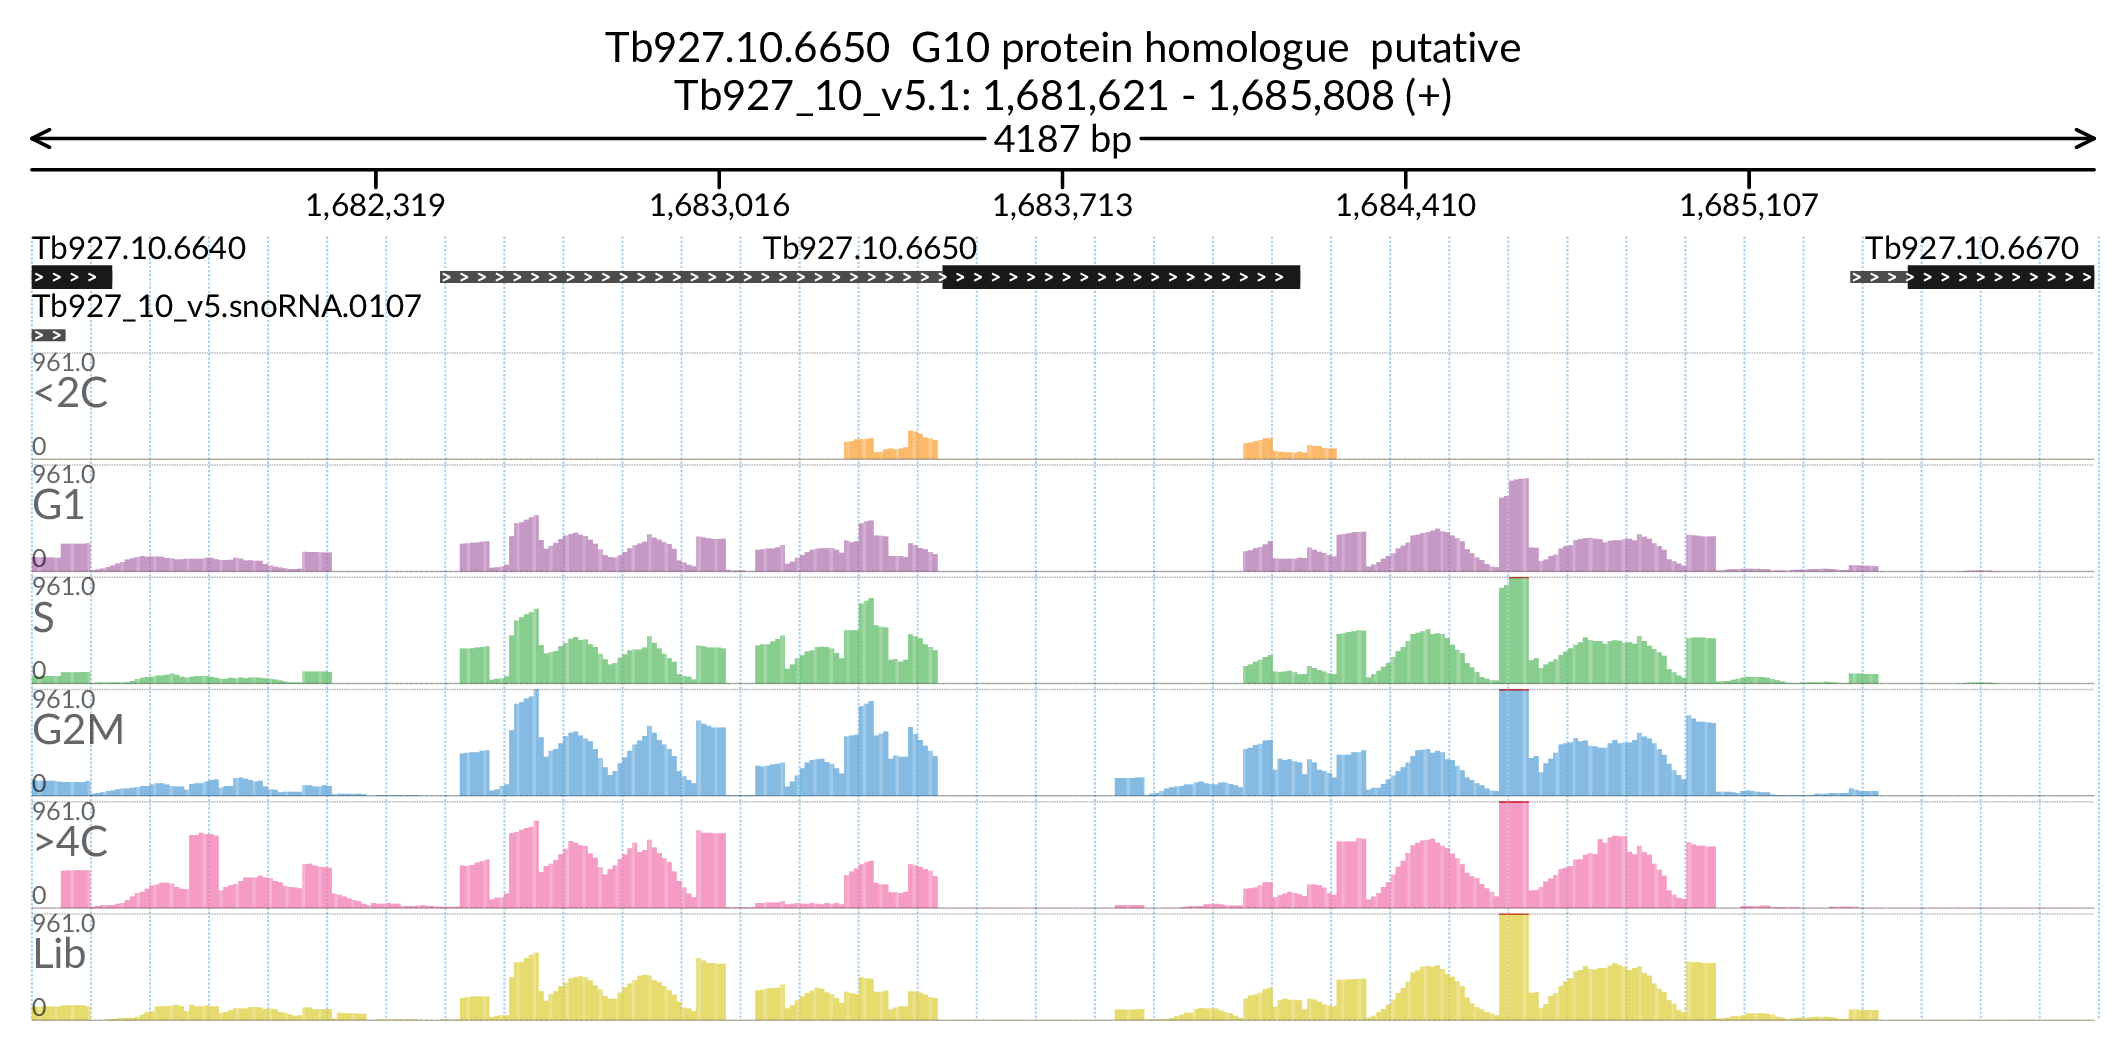 Tb927.10.6650  G10 protein homologue  putative
Tb927_10_v5.1: 1,681,621 - 1,685,808 (+)
4187 bp
1,682,319 1,683,016 1,683,713 1,684,410 1,685,107
Tb927.10.6640 Tb927.10.6650 Tb927.10.6670
Tb927_10_v5.snoRNA.0107
961.0
<2C
0
961.0
G1
0
961.0
S
0
961.0
G2M
0
961.0
>4C
0
961.0
Lib
0